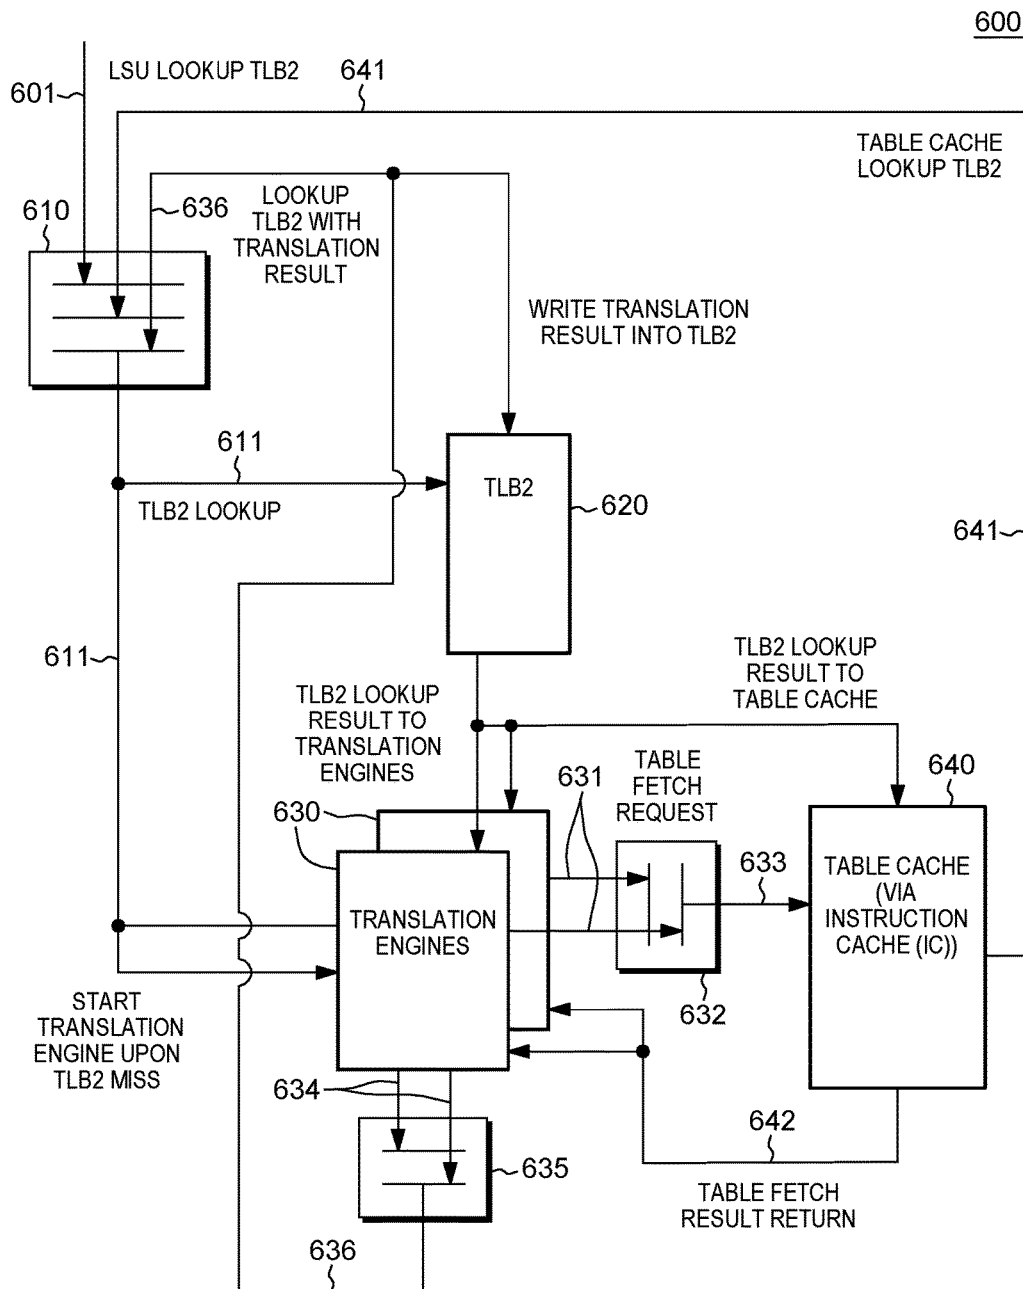 600
LSU LOOKUP TLB2
641
601
TABLE CACHE
LOOKUP TLB2
610
636
LOOKUP
TLB2 WITH
TRANSLATION
RESULT
WRITE TRANSLATION
RESULT INTO TLB2
611
TLB2 LOOKUP
TLB2
620
641
611
TLB2 LOOKUP
RESULT TO
TABLE CACHE
TLB2 LOOKUP
RESULT TO
TRANSLATION
ENGINES
TABLE
FETCH
REQUEST
630
631
640
633
TABLE CACHE
(VIA
INSTRUCTION
CACHE (IC))
TRANSLATION
ENGINES
632
START
TRANSLATION
ENGINE UPON
TLB2 MISS
634
635
642
TABLE FETCH
RESULT RETURN
636